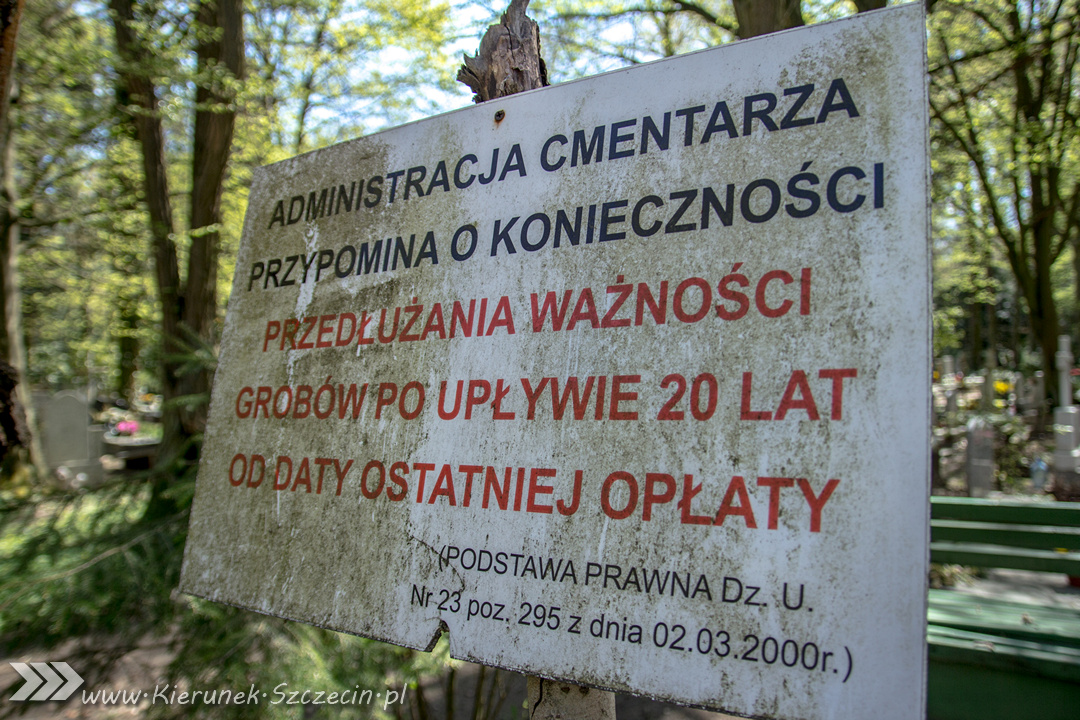 ADMINISTRACJA CMENTARZA
PRZYPOMINA O KONIECZNOŚCI
PRZEDŁUŻANIA WAŻNOŚCI
GROBÓW PO UPŁYWIE 20 LAT
OD DATY OSTATNIEJ OPŁATY
(PODSTAWA PRAWNA Dz. U.
Nr 23 poz. 295 z dnia 02.03.2000r.)
www.Kierunek.Szczecin.pl